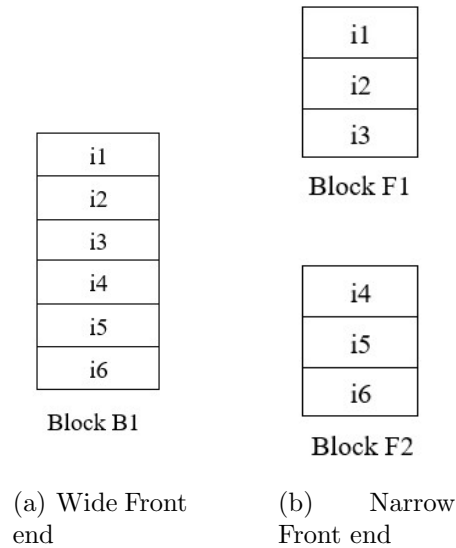 i1
i2
i3
i4
i5
i6
Block B1
(a) Wide Front
end
i1
i2
i3
Block F1
i4
i5
i6
Block F2
(b) Narrow
Front end